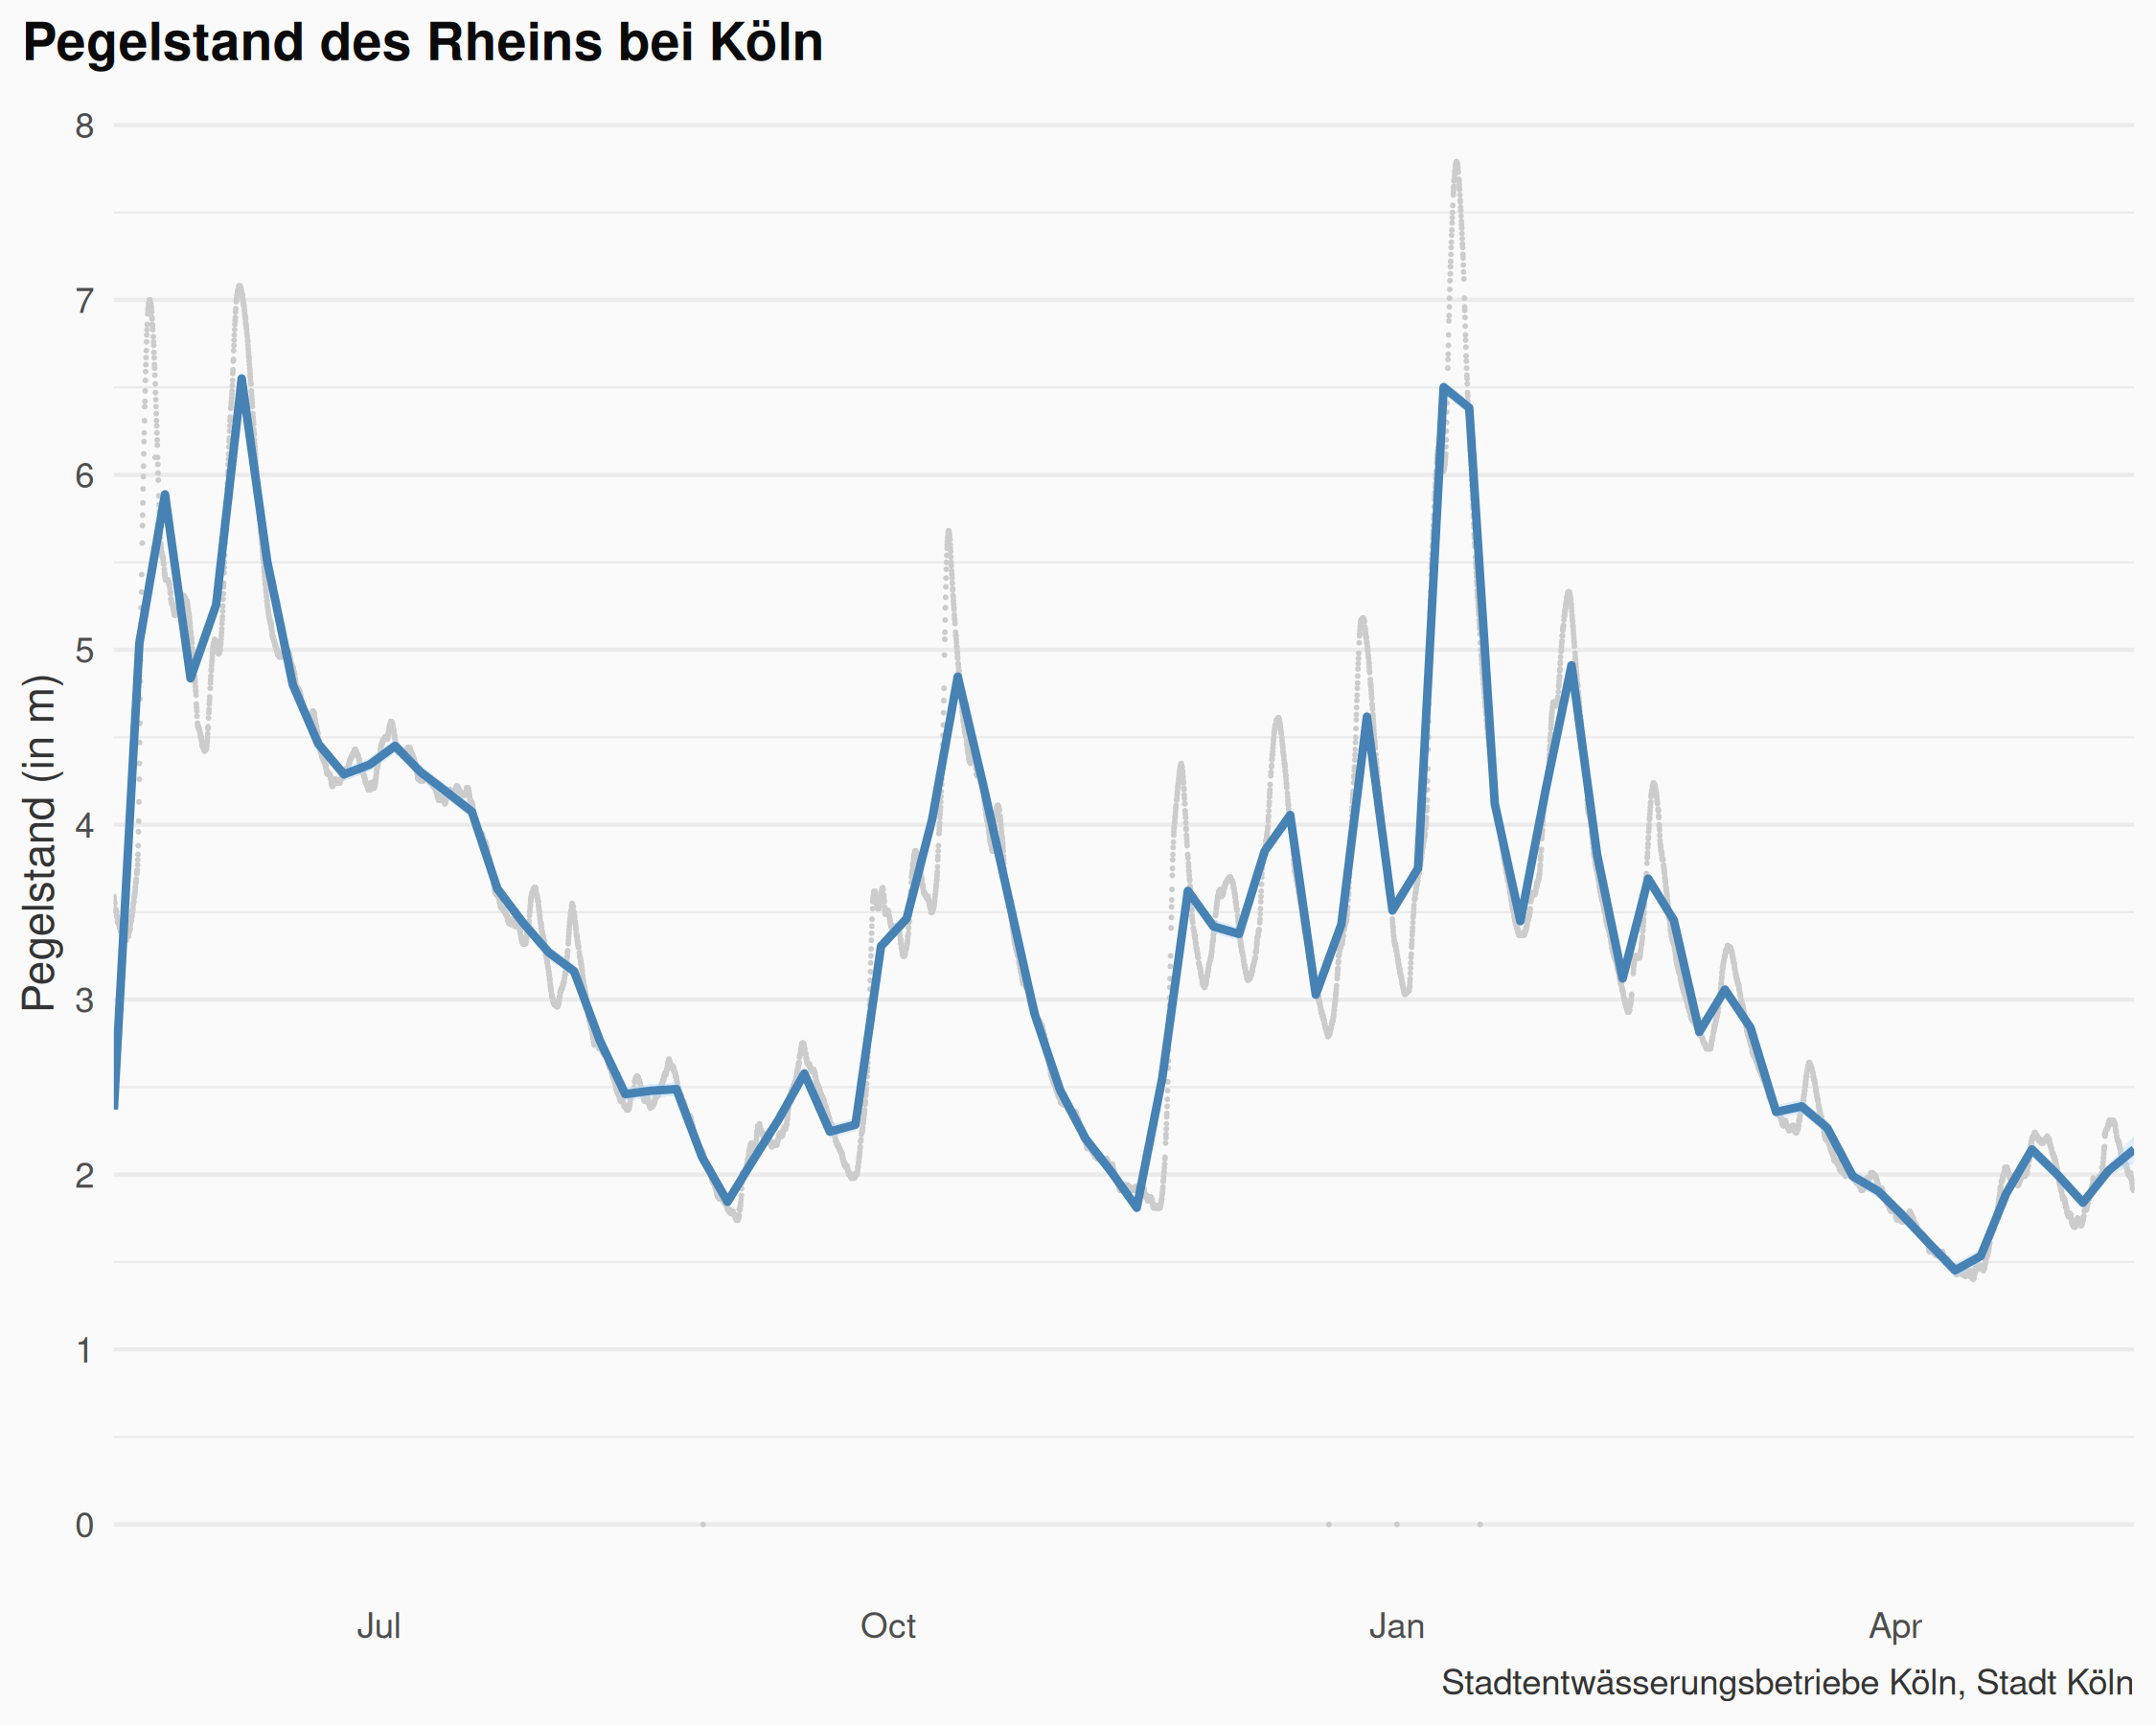 Pegelstand des Rheins bei Köln
Pegelstand (in m)
8
7
6
5
4
3
2
1
0
Jul Oct Jan Apr
Stadtentwässerungsbetriebe Köln, Stadt Köln